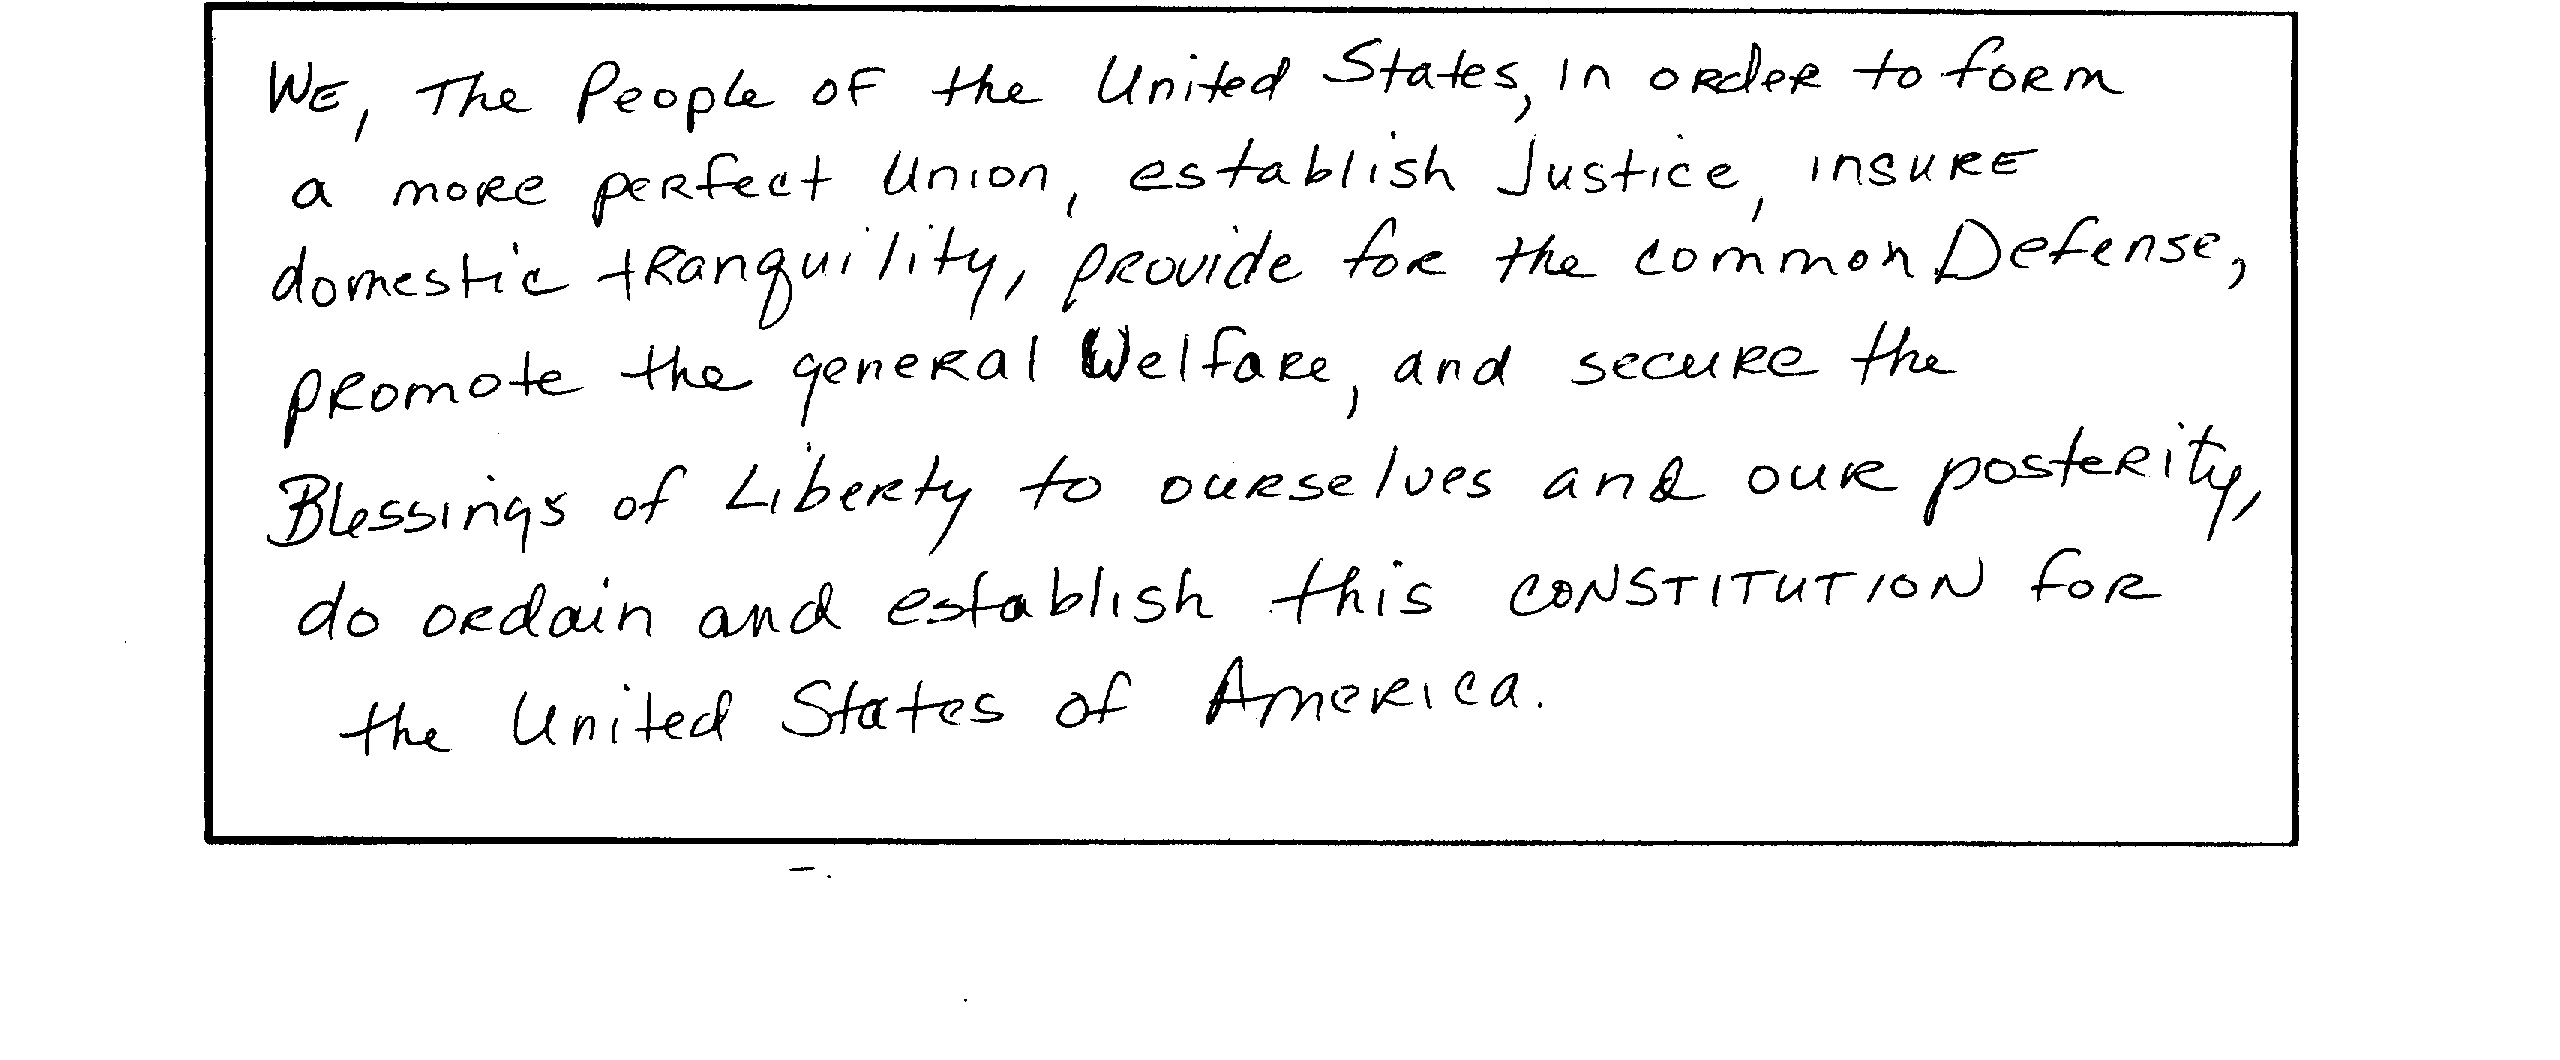 WE, The People of the United States, in order to form
a more perfect Union, establish Justice, insure
domestic tranquility, provide for the common Defense,
promote the general Welfare, and secure the
Blessings of Liberty to ourselves and our posterity,
do ordain and establish this CONSTITUTION for
the United States of America.